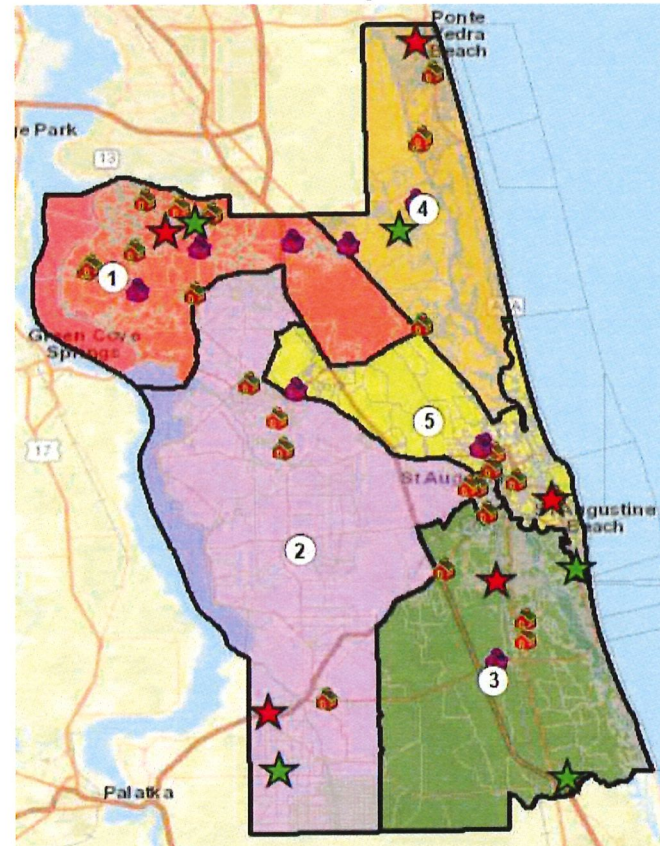 Ponte
Vedra
Beach
ge Park
13
4
1
A
Green Cove
Springs
5
17
St Aug
Augustine
Beach
2
3
Palatka